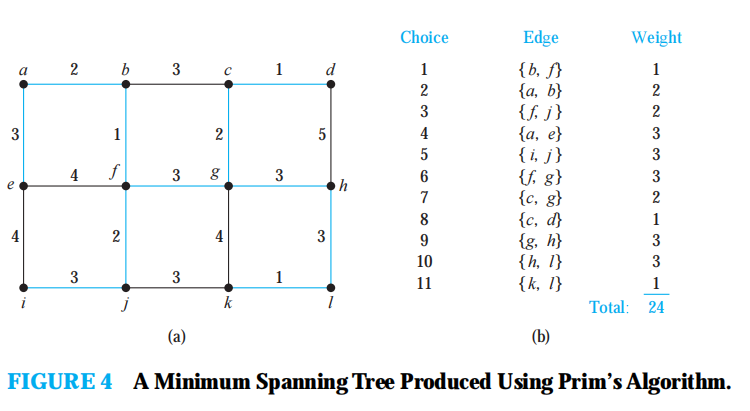 a 2 b 3 c 1 d
3 1 2 5
e 4 f 3 g 3 h
4 2 4 3
3 3 1
i j k l
(a)
Choice Edge Weight
1 {b, f} 1
2 {a, b} 2
3 {f, j} 2
4 {a, e} 3
5 {i, j} 3
6 {f, g} 3
7 {c, g} 2
8 {c, d} 1
9 {g, h} 3
10 {h, l} 3
11 {k, l} 1
Total: 24
(b)
FIGURE 4 A Minimum Spanning Tree Produced Using Prim’s Algorithm.